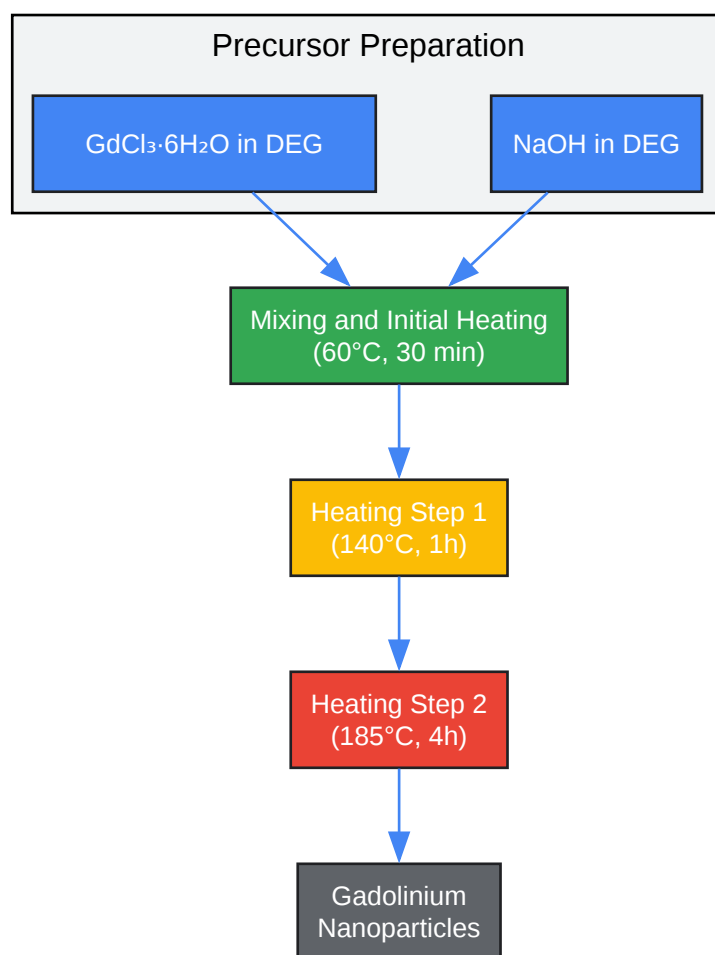 Precursor Preparation
GdCl₃·6H₂O in DEG
NaOH in DEG
Mixing and Initial Heating
(60°C, 30 min)
Heating Step 1
(140°C, 1h)
Heating Step 2
(185°C, 4h)
Gadolinium
Nanoparticles